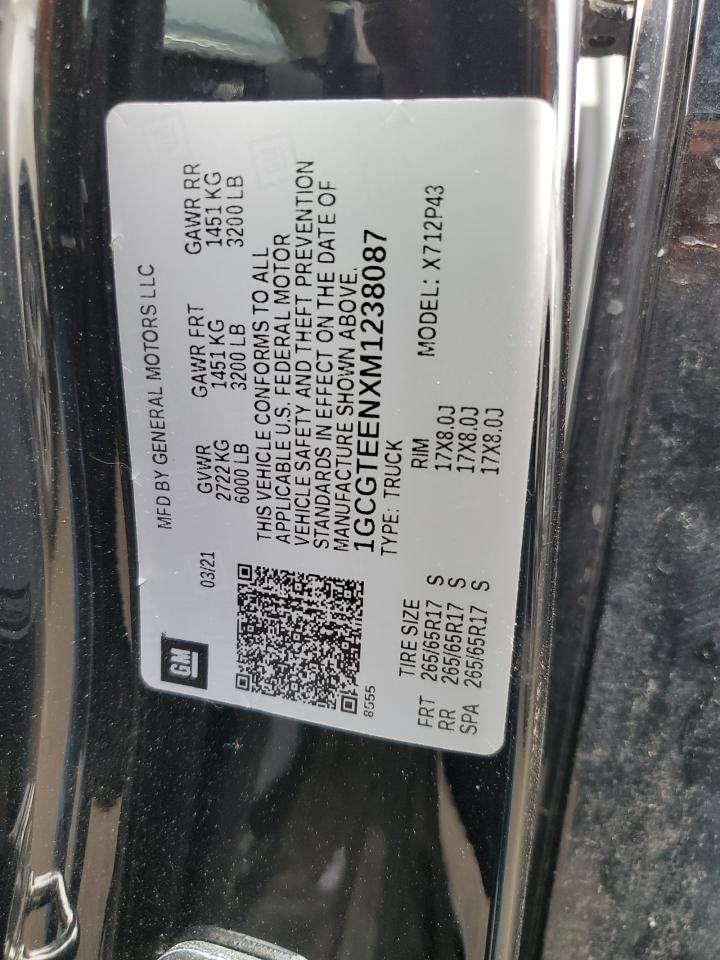 GM
MFD BY GENERAL MOTORS LLC
03/21
GVWR GAWR FRT GAWR RR
2722 KG 1451 KG 1451 KG
6000 LB 3200 LB 3200 LB
THIS VEHICLE CONFORMS TO ALL
APPLICABLE U.S. FEDERAL MOTOR
VEHICLE SAFETY AND THEFT PREVENTION
STANDARDS IN EFFECT ON THE DATE OF
MANUFACTURE SHOWN ABOVE.
1GCGTEENXM1238087
8555
TYPE: TRUCK MODEL: X712P43
TIRE SIZE RIM
FRT 265/65R17 S 17X8.0J
RR 265/65R17 S 17X8.0J
SPA 265/65R17 S 17X8.0J